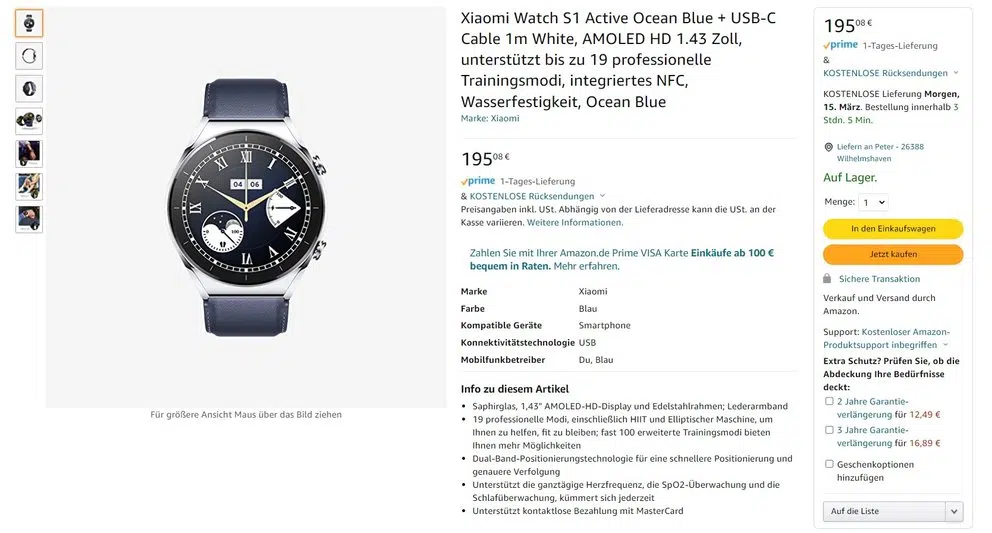 Xiaomi Watch S1 Active Ocean Blue + USB-C
Cable 1m White, AMOLED HD 1.43 Zoll,
unterstützt bis zu 19 professionelle
Trainingsmodi, integriertes NFC,
Wasserfestigkeit, Ocean Blue
Marke: Xiaomi
195 08 €
prime 1-Tages-Lieferung
& KOSTENLOSE Rücksendungen
Preisangaben inkl. USt. Abhängig von der Lieferadresse kann die USt. an der
Kasse variieren. Weitere Informationen.
Zahlen Sie mit Ihrer Amazon.de Prime VISA Karte Einkäufe ab 100 €
bequem in Raten. Mehr erfahren.
Marke Xiaomi
Farbe Blau
Kompatible Geräte Smartphone
Konnektivitätstechnologie USB
Mobilfunkbetreiber Du, Blau
Info zu diesem Artikel
• Saphirglas, 1,43" AMOLED-HD-Display und Edelstahlrahmen; Lederarmband
• 19 professionelle Modi, einschließlich HIIT und Elliptischer Maschine, um
Ihnen zu helfen, fit zu bleiben; fast 100 erweiterte Trainingsmodi bieten
Ihnen mehr Möglichkeiten
• Dual-Band-Positionierungstechnologie für eine schnellere Positionierung und
genauere Verfolgung
• Unterstützt die ganztägige Herzfrequenz, die SpO2-Überwachung und die
Schlafüberwachung, kümmert sich jederzeit
• Unterstützt kontaktlose Bezahlung mit MasterCard
XII
IX
III
VI
04 06
Für größere Ansicht Maus über das Bild ziehen
195 08 €
prime 1-Tages-Lieferung
&
KOSTENLOSE Rücksendungen
KOSTENLOSE Lieferung Morgen,
15. März. Bestellung innerhalb 3
Stdn. 5 Min.
Liefern an Peter - 26388
Wilhelmshaven
Auf Lager.
Menge: 1
In den Einkaufswagen
Jetzt kaufen
Sichere Transaktion
Verkauf und Versand durch
Amazon.
Support: Kostenloser Amazon-
Produktsupport inbegriffen
Extra Schutz? Prüfen Sie, ob die
Abdeckung Ihre Bedürfnisse
deckt:
2 Jahre Garantie-
verlängerung für 12,49 €
3 Jahre Garantie-
verlängerung für 16,89 €
Geschenkoptionen
hinzufügen
Auf die Liste